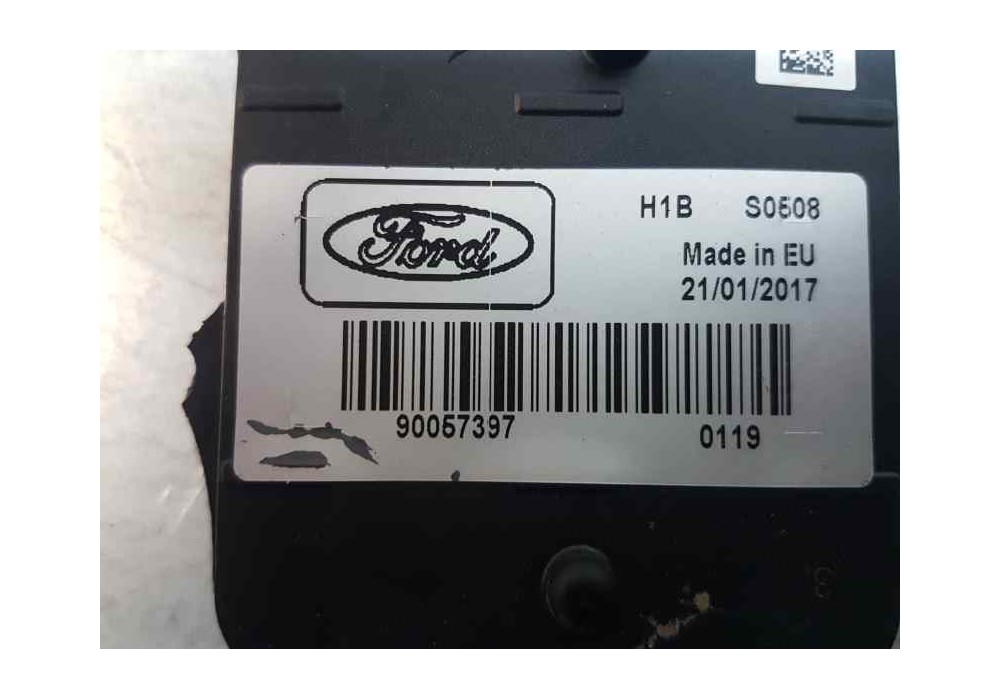 Ford
H1B S0508
Made in EU
21/01/2017
90057397
0119